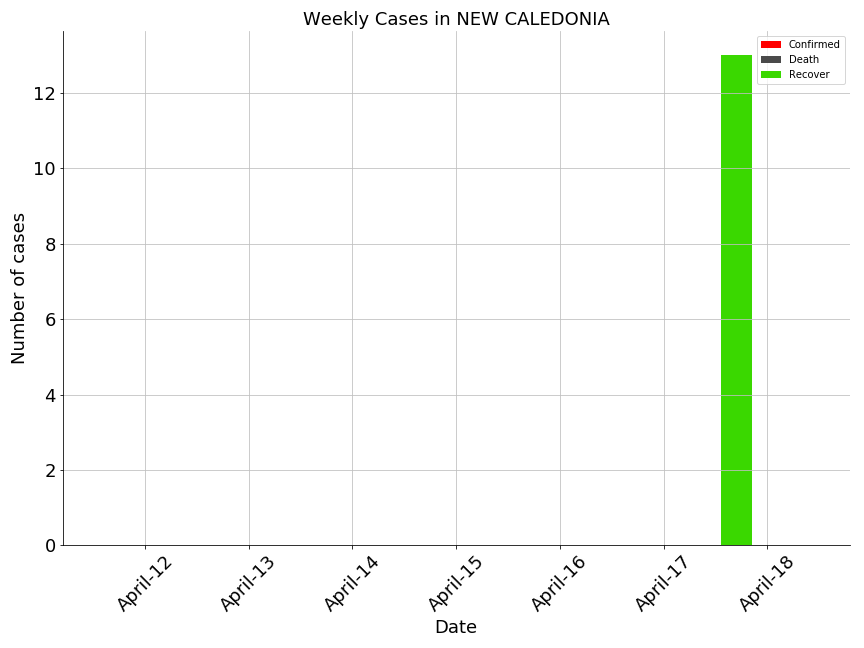 Weekly Cases in NEW CALEDONIA
Confirmed
Death
Recover
Number of cases
12
10
8
6
4
2
0
April-12
April-13
April-14
April-15
April-16
April-17
April-18
Date